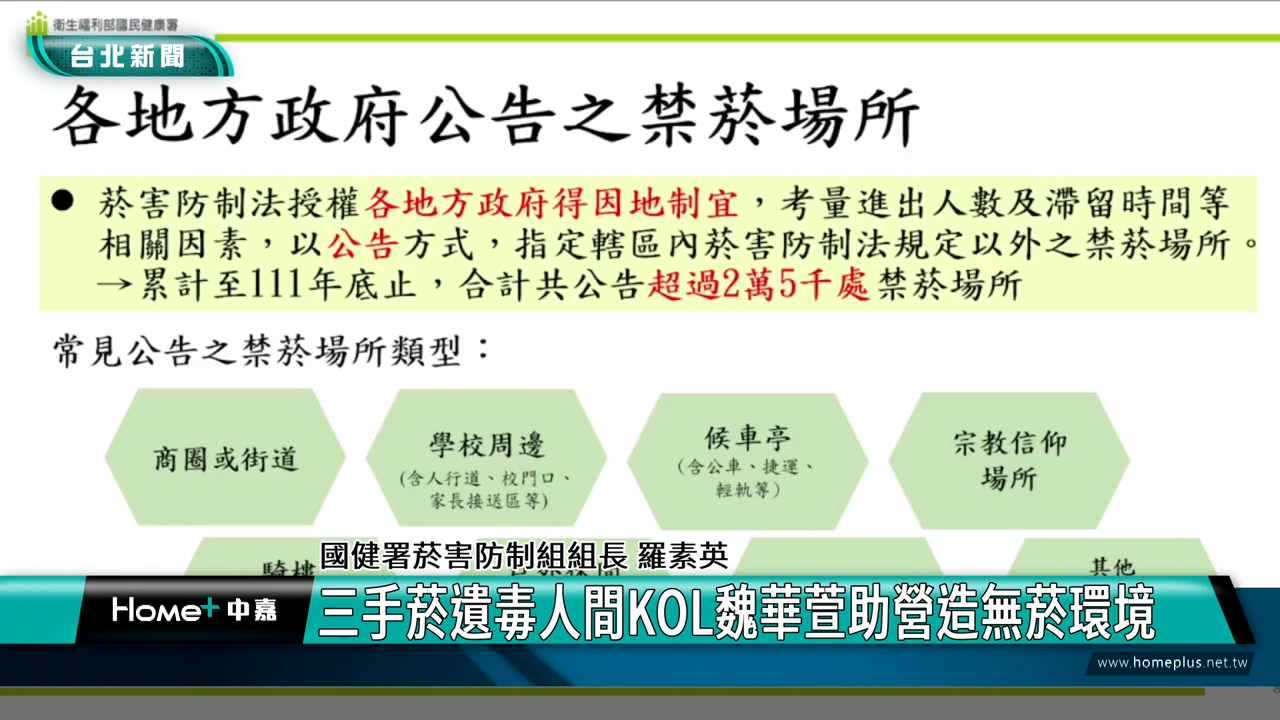 衛生福利部國民健康署
台北新聞
各地方政府公告之禁菸場所
● 菸害防制法授權各地方政府得因地制宜，考量進出人數及滯留時間等
相關因素，以公告方式，指定轄區內菸害防制法規定以外之禁菸場所。
→累計至111年底止，合計共公告超過2萬5千處禁菸場所
常見公告之禁菸場所類型：
商圈或街道
學校周邊
(含人行道、校門口、
家長接送區等)
候車亭
（含公車、捷運、
輕軌等）
宗教信仰
場所
騎樓
其他
國健署菸害防制組組長 羅素英
Home+中嘉
三手菸遺毒人間KOL魏華萱助營造無菸環境
www.homeplus.net.tw